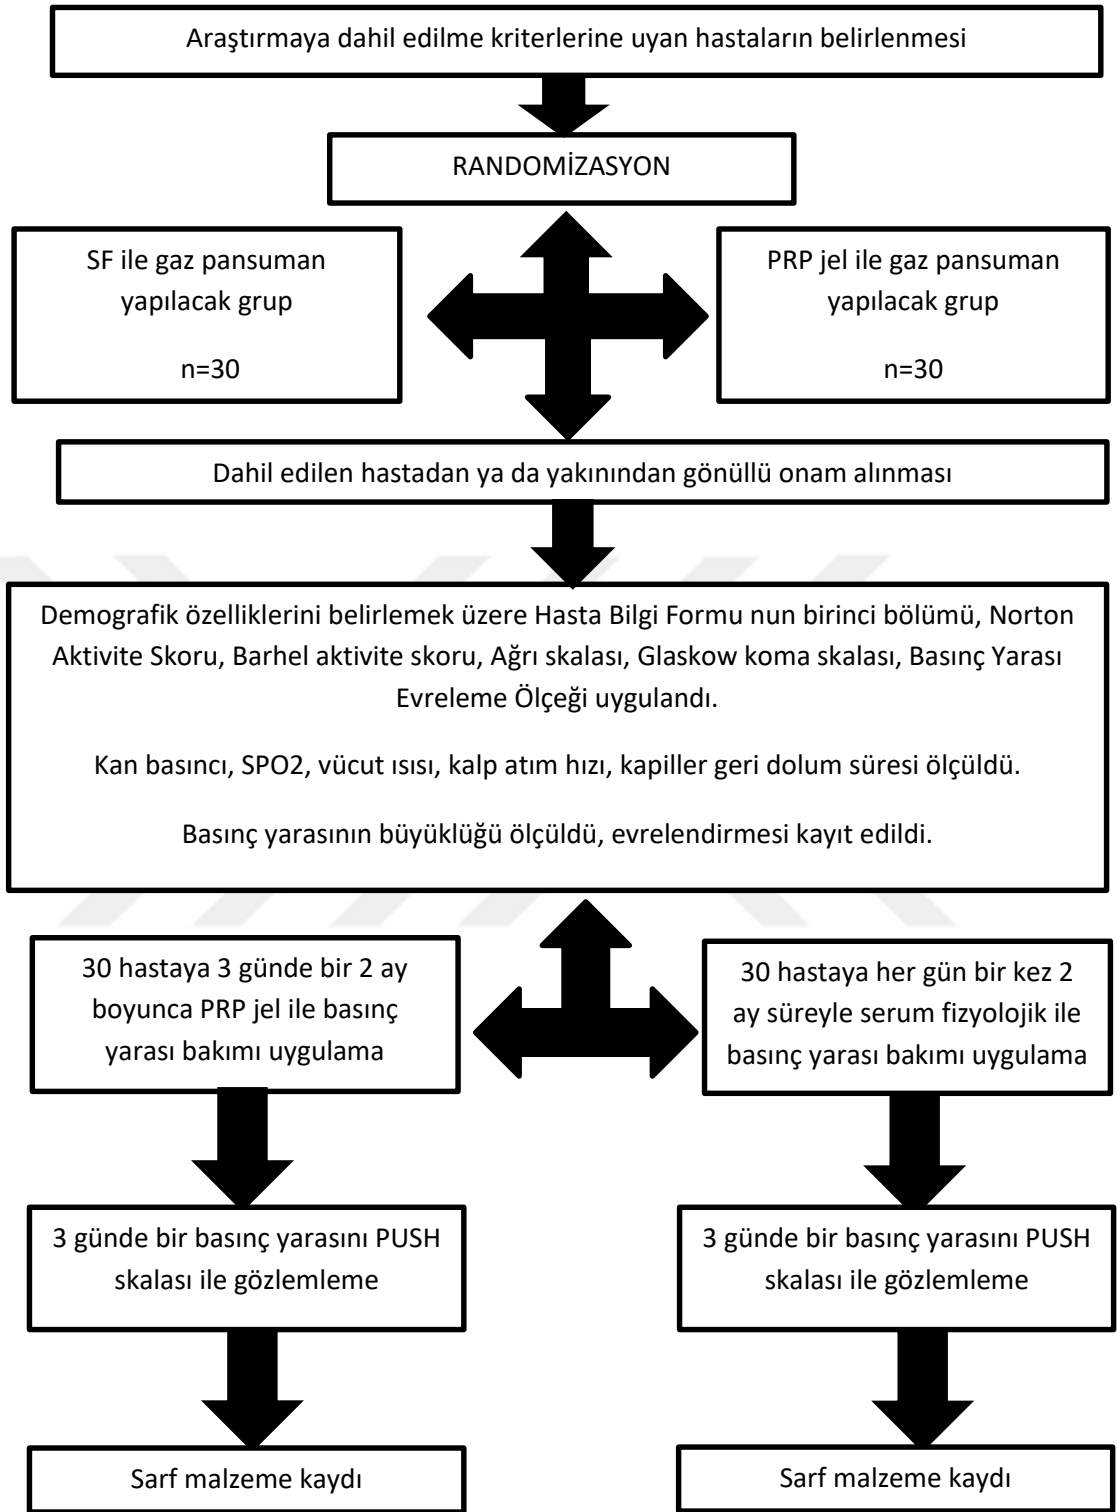 Araştırmaya dahil edilme kriterlerine uyan hastaların belirlenmesi
RANDOMİZASYON
SF ile gaz pansuman
yapılacak grup
n=30
PRP jel ile gaz pansuman
yapılacak grup
n=30
Dahil edilen hastadan ya da yakınından gönüllü onam alınması
Demografik özelliklerini belirlemek üzere Hasta Bilgi Formu nun birinci bölümü, Norton
Aktivite Skoru, Barhel aktivite skoru, Ağrı skalası, Glaskow koma skalası, Basınç Yarası
Evreleme Ölçeği uygulandı.
Kan basıncı, SPO2, vücut ısısı, kalp atım hızı, kapiller geri dolum süresi ölçüldü.
Basınç yarasının büyüklüğü ölçüldü, evrelendirmesi kayıt edildi.
30 hastaya 3 günde bir 2 ay
boyunca PRP jel ile basınç
yarası bakımı uygulama
30 hastaya her gün bir kez 2
ay süreyle serum fizyolojik ile
basınç yarası bakımı uygulama
3 günde bir basınç yarasını PUSH
skalası ile gözlemleme
3 günde bir basınç yarasını PUSH
skalası ile gözlemleme
Sarf malzeme kaydı
Sarf malzeme kaydı